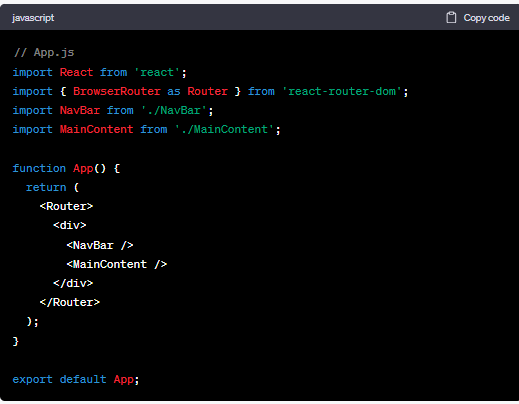 javascript
Copy code
// App.js
import React from 'react';
import { BrowserRouter as Router } from 'react-router-dom';
import NavBar from './NavBar';
import MainContent from './MainContent';

function App() {
  return (
    <Router>
      <div>
        <NavBar />
        <MainContent />
      </div>
    </Router>
  );
}

export default App;